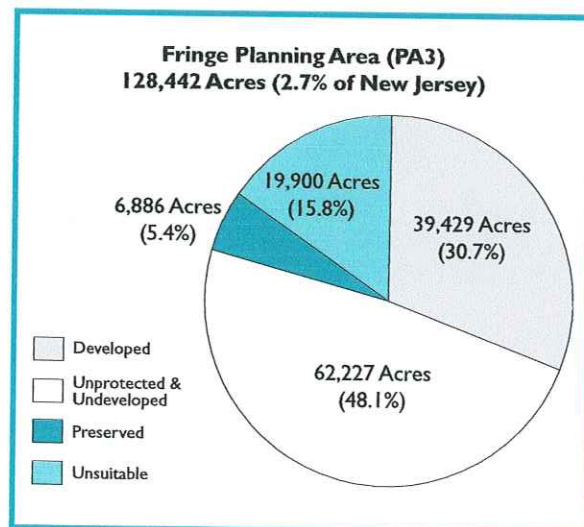 Fringe Planning Area (PA3)
128,442 Acres (2.7% of New Jersey)
19,900 Acres
(15.8%)
6,886 Acres
(5.4%)
39,429 Acres
(30.7%)
62,227 Acres
(48.1%)
Developed
Unprotected &
Undeveloped
Preserved
Unsuitable